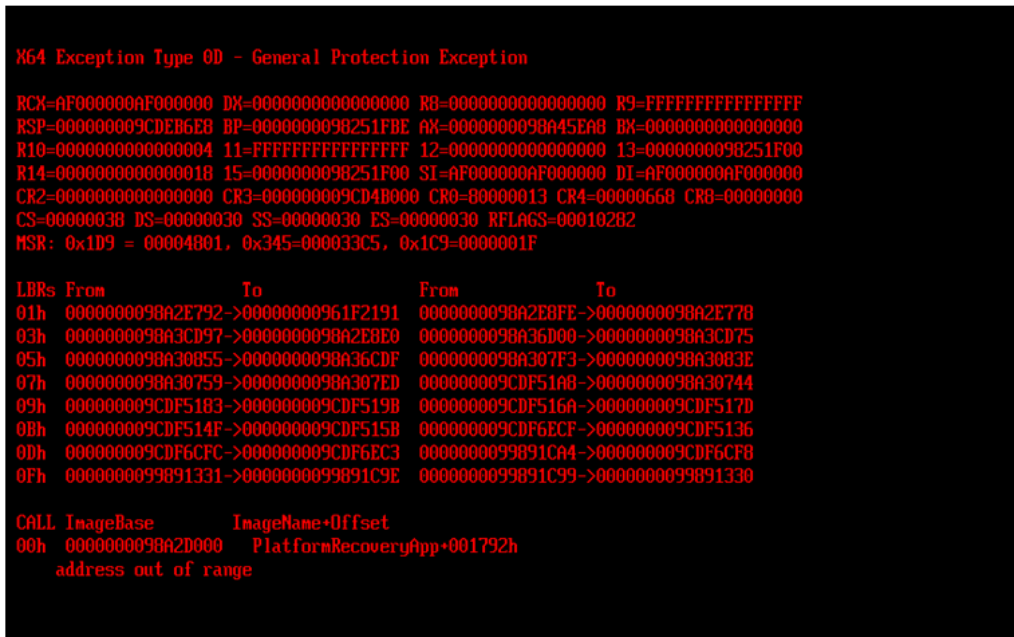 X64 Exception Type 0D - General Protection Exception
RCX=AF000000AF000000 DX=0000000000000000 R8=0000000000000000 R9=FFFFFFFFFFFFFFFF
RSP=000000009CDEB6E8 BP=0000000098251FBE AX=0000000098A45EA8 BX=0000000000000000
R10=0000000000000004 11=FFFFFFFFFFFFFFFF 12=0000000000000000 13=0000000098251F00
R14=0000000000000018 15=0000000098251F00 SI=AF000000AF000000 DI=AF000000AF000000
CR2=0000000000000000 CR3=000000009CD4B000 CR0=80000013 CR4=00000668 CR8=00000000
CS=00000038 DS=00000030 SS=00000030 ES=00000030 RFLAGS=00010282
MSR: 0x1D9 = 00004801, 0x345=000033C5, 0x1C9=0000001F
LBRs From To From To
01h 0000000098A2E792->00000000961F2191 0000000098A2E8FE->0000000098A2E778
03h 0000000098A3CD97->0000000098A2E8E0 0000000098A36D00->0000000098A3CD75
05h 0000000098A30855->0000000098A36CDF 0000000098A307F3->0000000098A3083E
07h 0000000098A30759->0000000098A307ED 000000009CDF51A8->0000000098A30744
09h 000000009CDF5183->000000009CDF519B 000000009CDF516A->000000009CDF517D
0Bh 000000009CDF514F->000000009CDF515B 000000009CDF6ECF->000000009CDF5136
0Dh 000000009CDF6CFC->000000009CDF6EC3 0000000099891CA4->000000009CDF6CF8
0Fh 0000000099891331->0000000099891C9E 0000000099891C99->0000000099891330
CALL ImageBase ImageName+Offset
00h 0000000098A2D000 PlatformRecoveryApp+001792h
address out of range